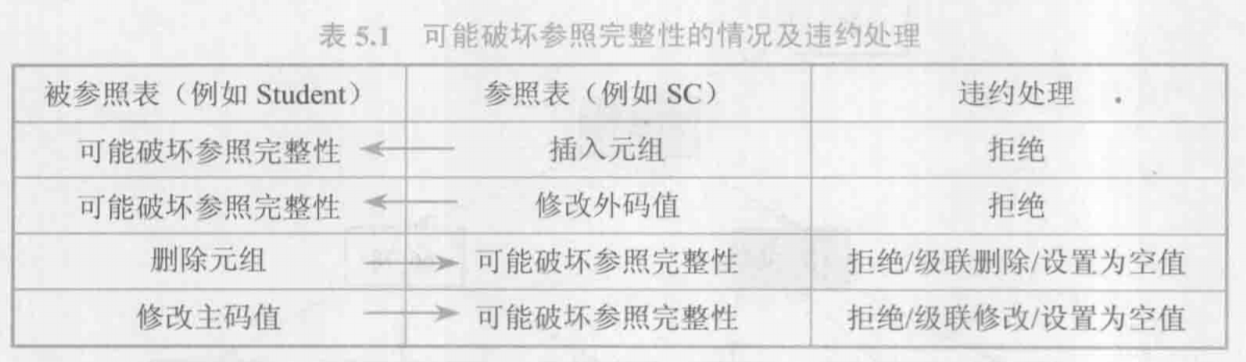 表 5.1 可能破坏参照完整性的情况及违约处理
被参照表（例如 Student） 参照表（例如 SC） 违约处理
可能破坏参照完整性 ← 插入元组 拒绝
可能破坏参照完整性 ← 修改外码值 拒绝
删除元组 → 可能破坏参照完整性 拒绝/级联删除/设置为空值
修改主码值 → 可能破坏参照完整性 拒绝/级联修改/设置为空值